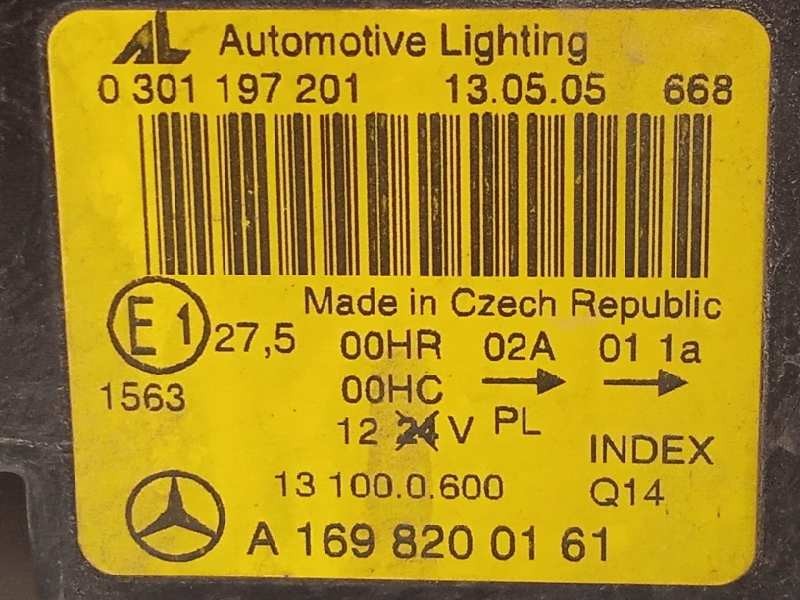 AL Automotive Lighting
0 301 197 201 13.05.05 668
Made in Czech Republic
E1 27,5 00HR 02A 01 1a
1563 00HC → →
12 24 V PL INDEX
13 100.0.600 Q14
A 169 820 01 61